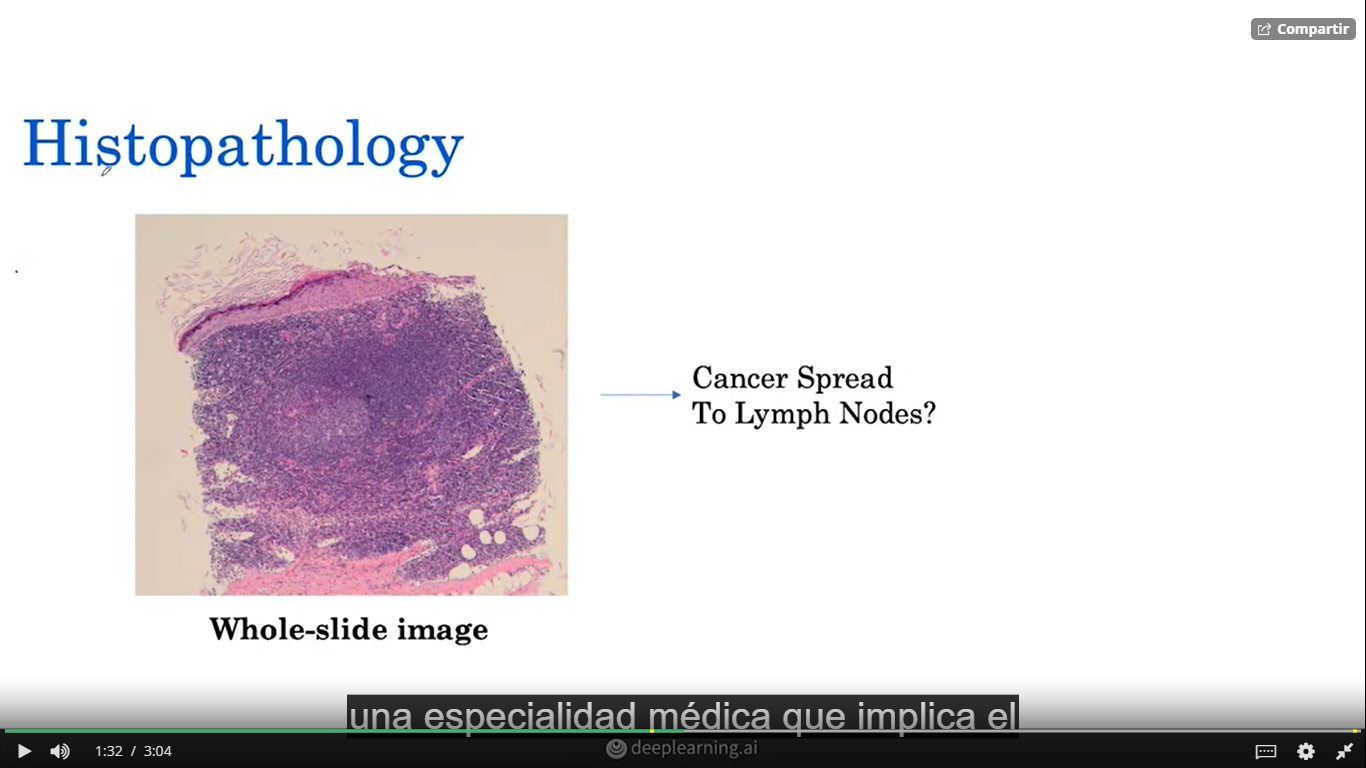 Compartir
Histopathology
Cancer Spread
To Lymph Nodes?
Whole-slide image
una especialidad médica que implica el
1:32 / 3:04
deeplearning.ai